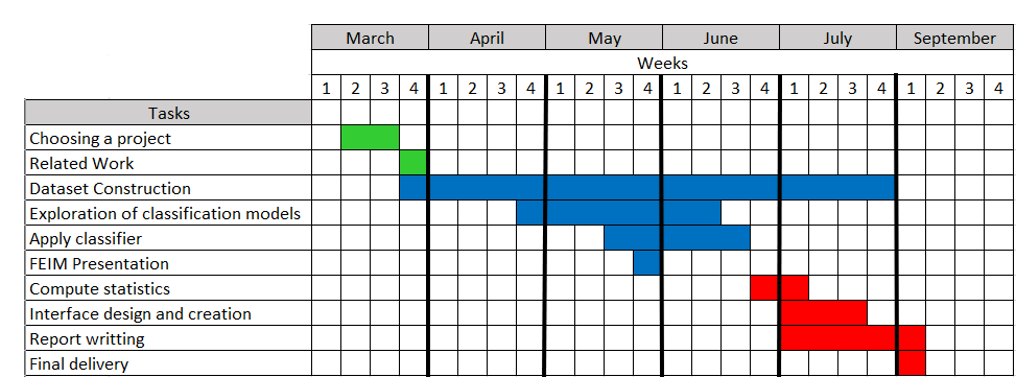 March April May June July September
Weeks
1 2 3 4 1 2 3 4 1 2 3 4 1 2 3 4 1 2 3 4 1 2 3 4
Tasks
Choosing a project
Related Work
Dataset Construction
Exploration of classification models
Apply classifier
FEIM Presentation
Compute statistics
Interface design and creation
Report writting
Final delivery